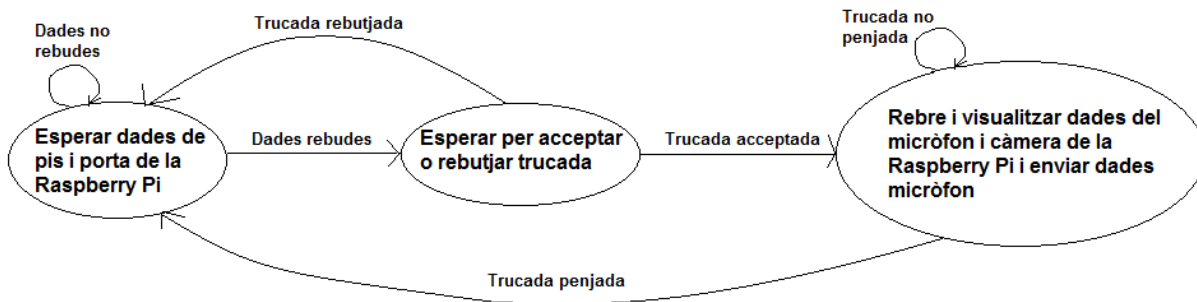 Dades no
rebudes
Trucada rebutjada
Trucada no
penjada
Esperar dades de
pis i porta de la
Raspberry Pi
Dades rebudes
Esperar per acceptar
o rebutjar trucada
Trucada acceptada
Rebre i visualitzar dades del
micròfon i càmera de la
Raspberry Pi i enviar dades
micròfon
Trucada penjada